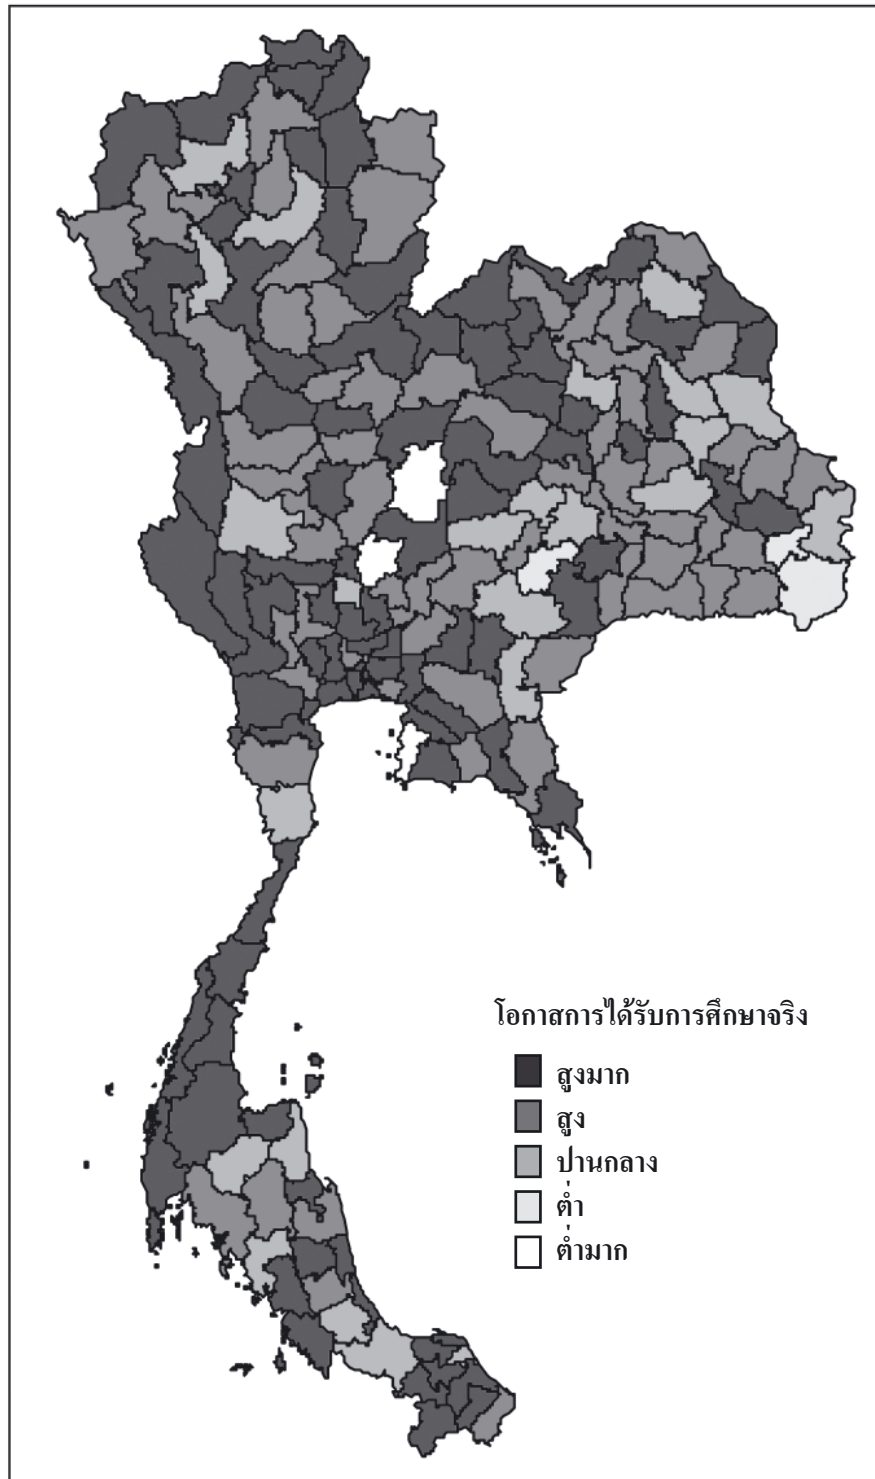 โอกาสการได้รับการศึกษาจริง
สูงมาก
สูง
ปานกลาง
ต่ำ
ต่ำมาก